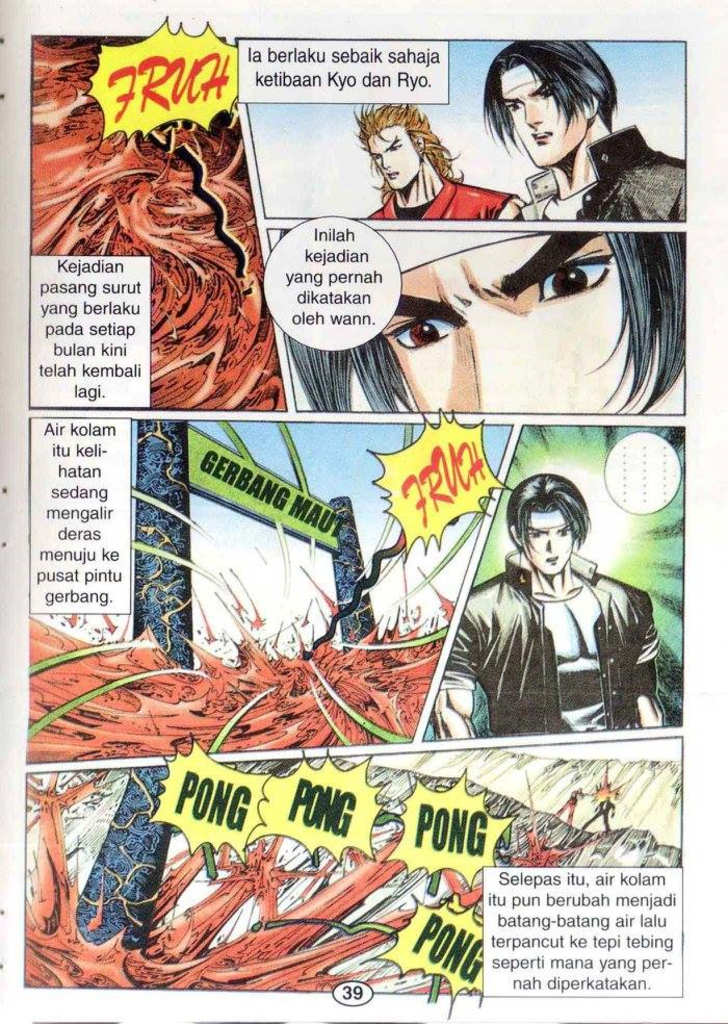 FRUH
Ia berlaku sebaik sahaja
ketibaan Kyo dan Ryo.
Kejadian
pasang surut
yang berlaku
pada setiap
bulan kini
telah kembali
lagi.
Inilah
kejadian
yang pernah
dikatakan
oleh wann.
Air kolam
itu keli-
hatan
sedang
mengalir
deras
menuju ke
pusat pintu
gerbang.
GERBANG MAUT
FRUH
PONG
PONG
PONG
PONG
Selepas itu, air kolam
itu pun berubah menjadi
batang-batang air lalu
terpancut ke tepi tebing
seperti mana yang per-
nah diperkatakan.
39